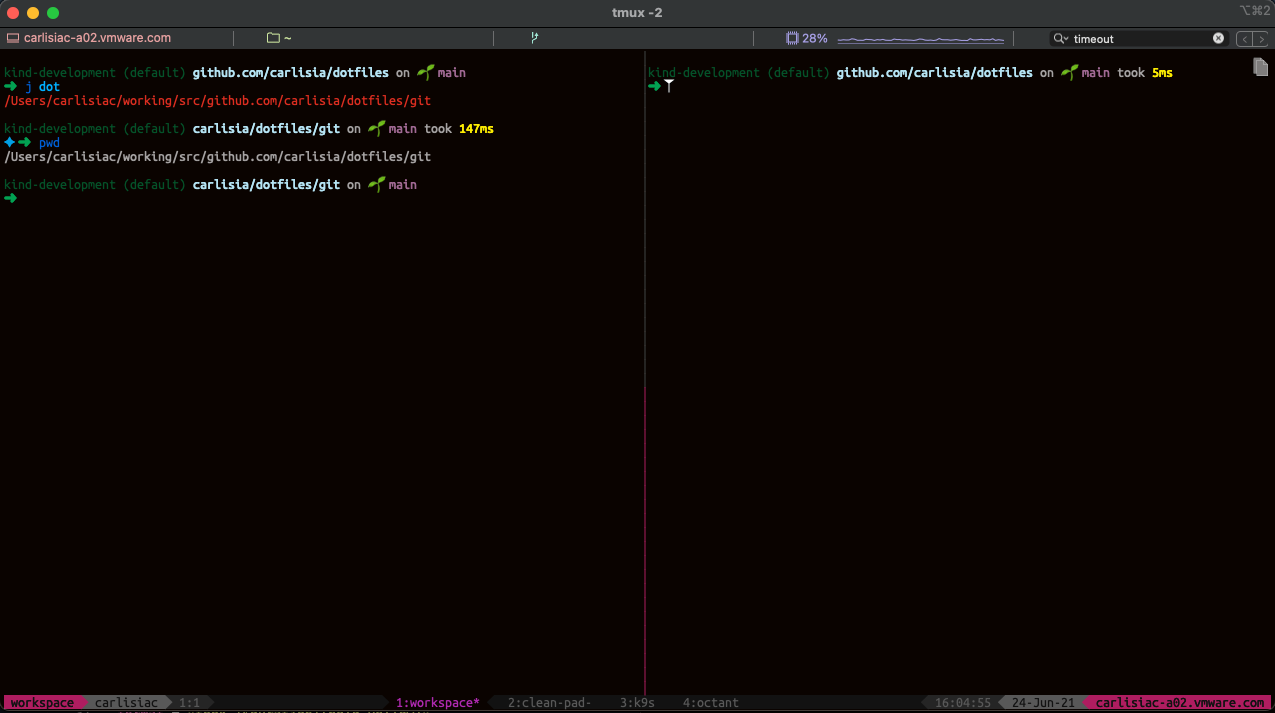 tmux -2
⌥⌘2
carlisiac-a02.vmware.com
~
28%
timeout
kind-development (default) github.com/carlisia/dotfiles on main
j dot
/Users/carlisiac/working/src/github.com/carlisia/dotfiles/git
kind-development (default) carlisia/dotfiles/git on main took 147ms
pwd
/Users/carlisiac/working/src/github.com/carlisia/dotfiles/git
kind-development (default) carlisia/dotfiles/git on main
kind-development (default) github.com/carlisia/dotfiles on main took 5ms
workspace carlisiac 1:1 1:workspace* 2:clean-pad- 3:k9s 4:octant 16:04:55 24-Jun-21 carlisiac-a02.vmware.com